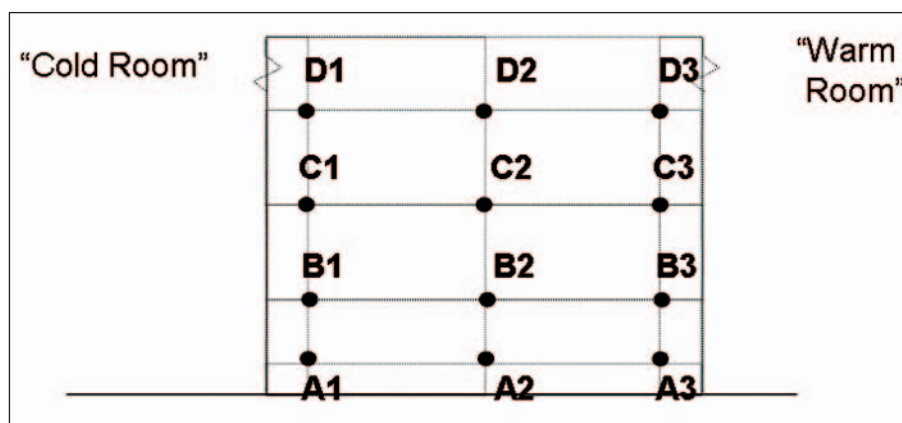 “Cold Room” D1 D2 D3 “Warm
Room”
C1 C2 C3
B1 B2 B3
A1 A2 A3